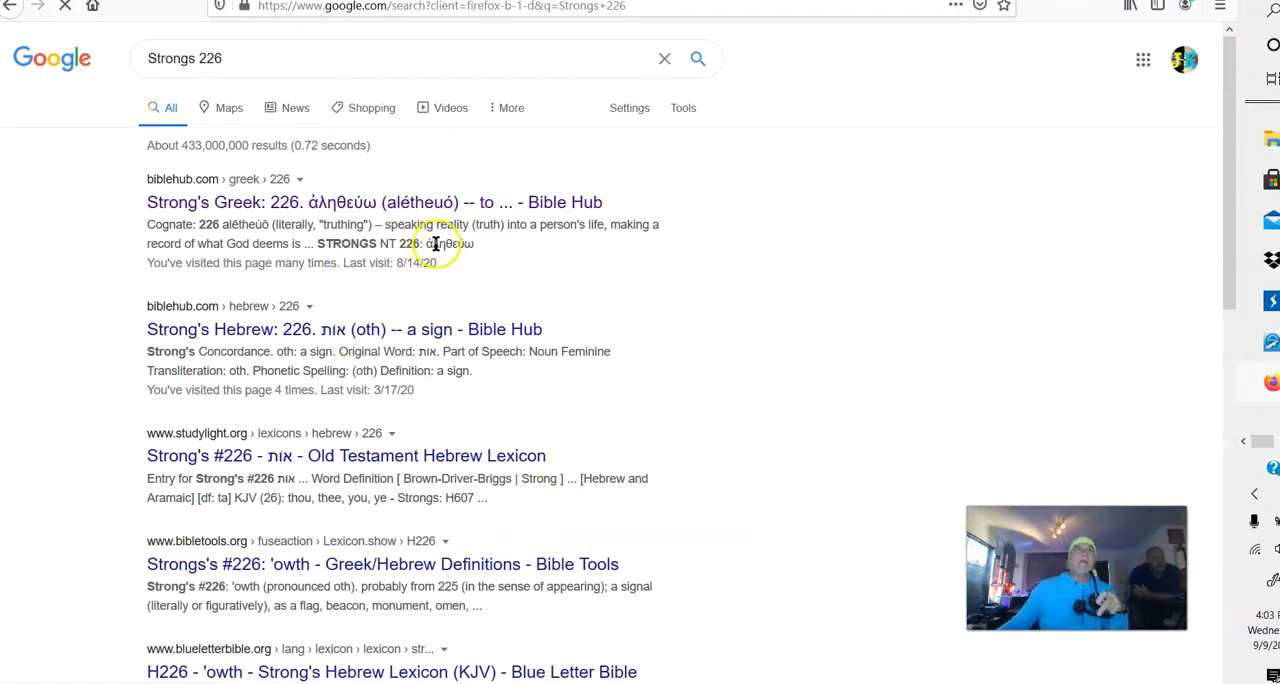 https://www.google.com/search?client=firefox-b-1-d&q=Strongs+226
Google
Strongs 226
All Maps News Shopping Videos More Settings Tools
About 433,000,000 results (0.72 seconds)
biblehub.com › greek › 226
Strong's Greek: 226. ἀληθεύω (alétheuó) -- to ... - Bible Hub
Cognate: 226 alētheúō (literally, "truthing") – speaking reality (truth) into a person's life, making a
record of what God deems is ... STRONGS NT 226: ἀληθεύω
You've visited this page many times. Last visit: 8/14/20
biblehub.com › hebrew › 226
Strong's Hebrew: 226. אוֹת (oth) -- a sign - Bible Hub
Strong's Concordance. oth: a sign. Original Word: אוֹת. Part of Speech: Noun Feminine
Transliteration: oth. Phonetic Spelling: (oth) Definition: a sign.
You've visited this page 4 times. Last visit: 3/17/20
www.studylight.org › lexicons › hebrew › 226
Strong's #226 - אות - Old Testament Hebrew Lexicon
Entry for Strong's #226 אות ... Word Definition [ Brown-Driver-Briggs | Strong ] ... [Hebrew and
Aramaic] [df: ta] KJV (26): thou, thee, you, ye - Strongs: H607 ...
www.bibletools.org › fuseaction › Lexicon.show › H226
Strongs's #226: 'owth - Greek/Hebrew Definitions - Bible Tools
Strong's #226: 'owth (pronounced oth). probably from 225 (in the sense of appearing); a signal
(literally or figuratively), as a flag, beacon, monument, omen, ...
www.blueletterbible.org › lang › lexicon › lexicon › str...
H226 - 'owth - Strong's Hebrew Lexicon (KJV) - Blue Letter Bible
4:03 P
Wedne
9/9/20